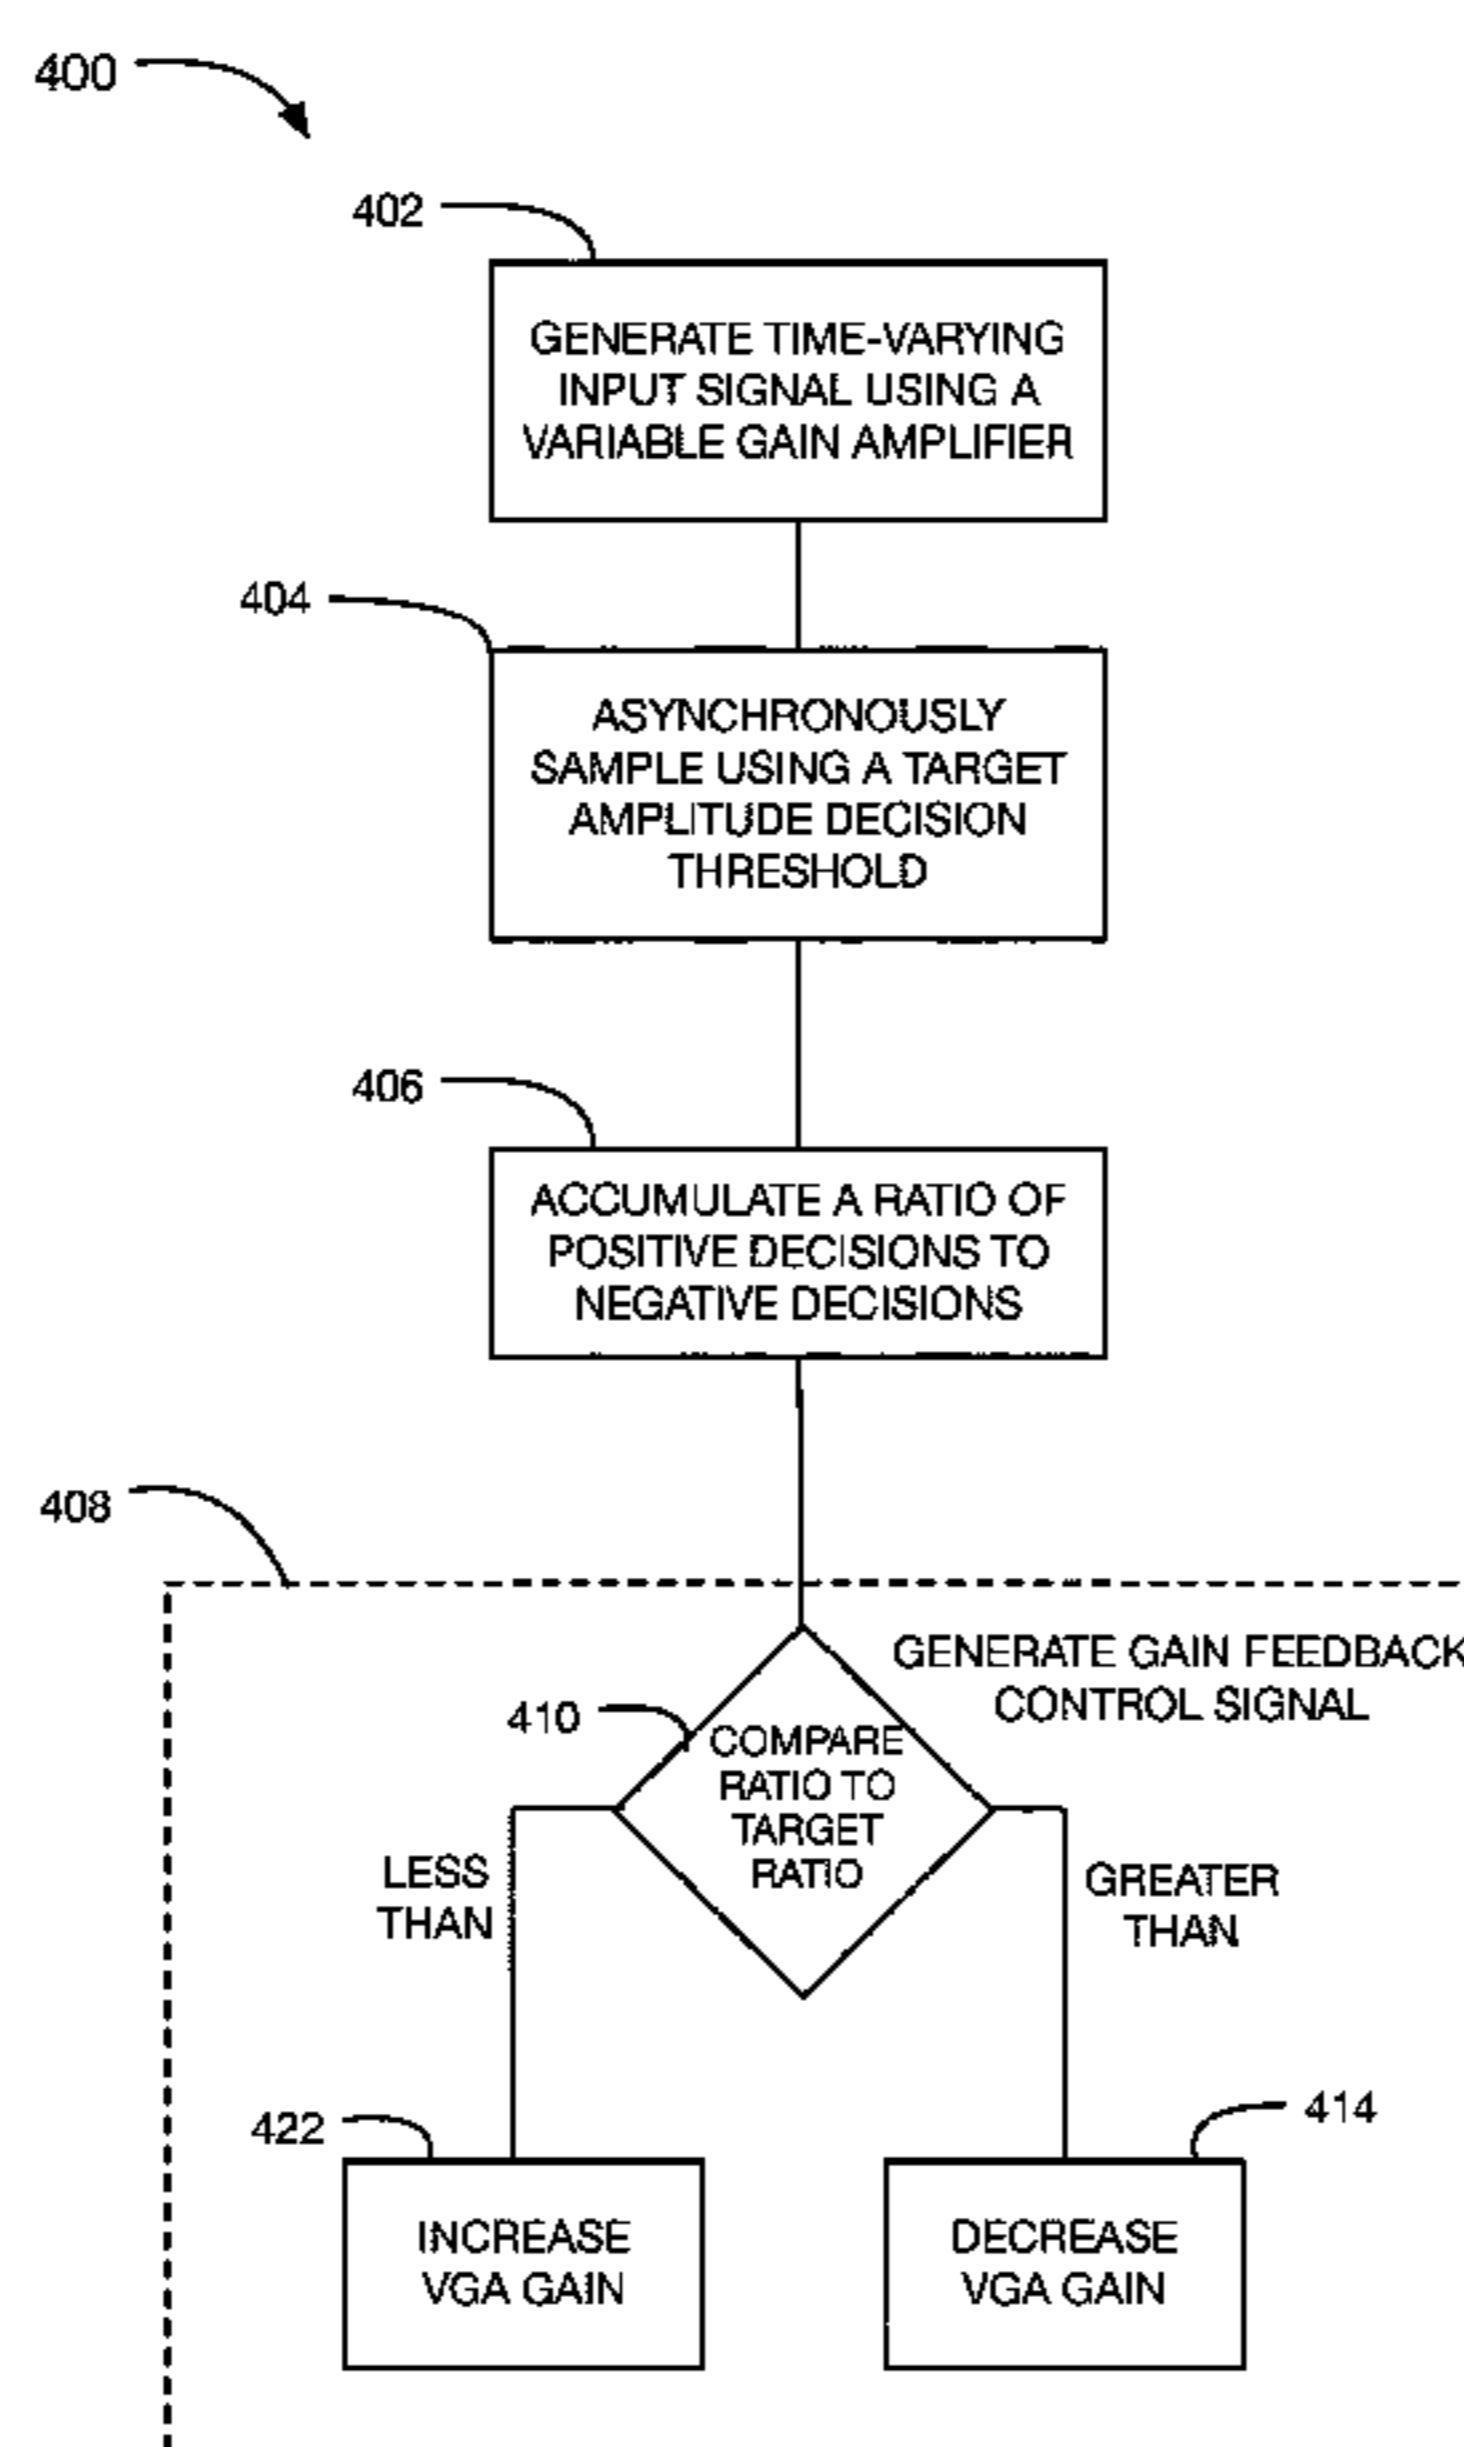 400
402
GENERATE TIME-VARYING
INPUT SIGNAL USING A
VARIABLE GAIN AMPLIFIER
404
ASYNCHRONOUSLY
SAMPLE USING A TARGET
AMPLITUDE DECISION
THRESHOLD
406
ACCUMULATE A RATIO OF
POSITIVE DECISIONS TO
NEGATIVE DECISIONS
408
GENERATE GAIN FEEDBACK
CONTROL SIGNAL
410
COMPARE
RATIO TO
TARGET
RATIO
LESS
THAN
GREATER
THAN
422
INCREASE
VGA GAIN
414
DECREASE
VGA GAIN